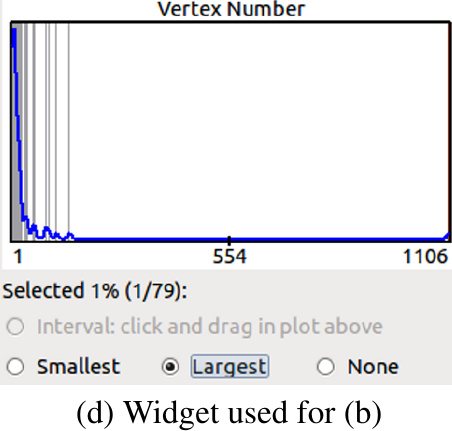 Vertex Number
1 554 1106
Selected 1% (1/79):
Interval: click and drag in plot above
Smallest Largest None
(d) Widget used for (b)